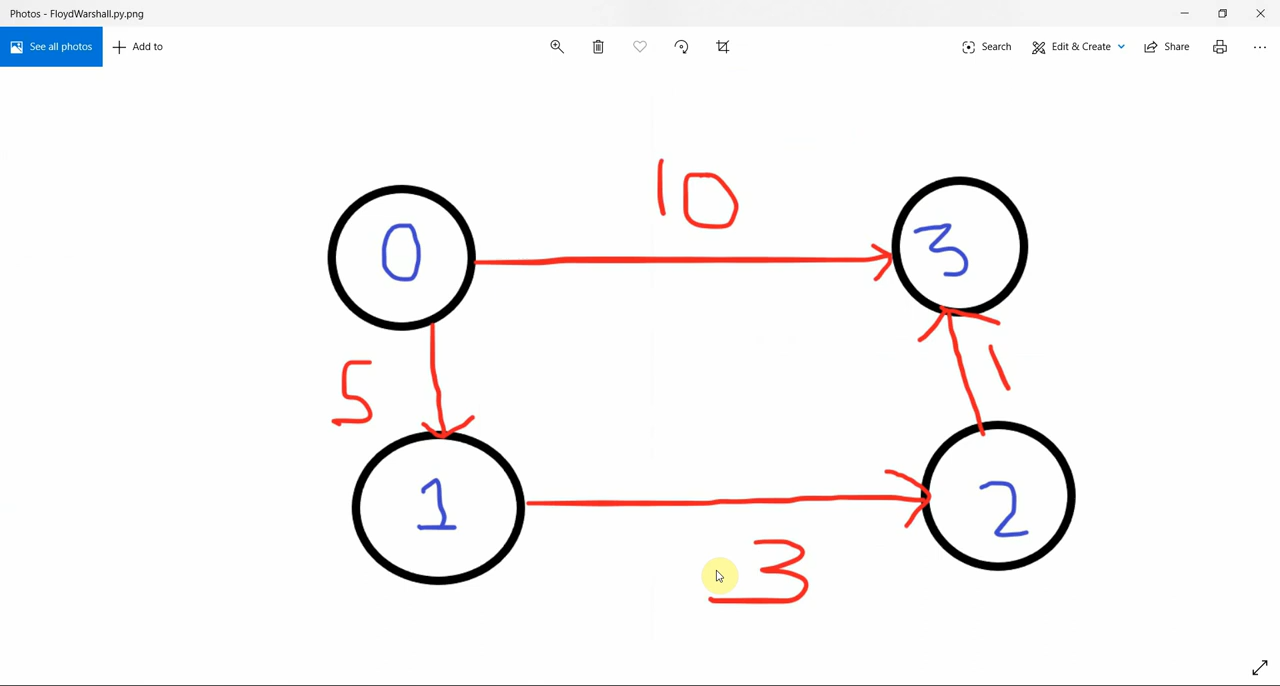 Photos - FloydWarshall.py.png
See all photos
Add to
Search
Edit & Create
Share
10
0
3
5
1
1
2
3